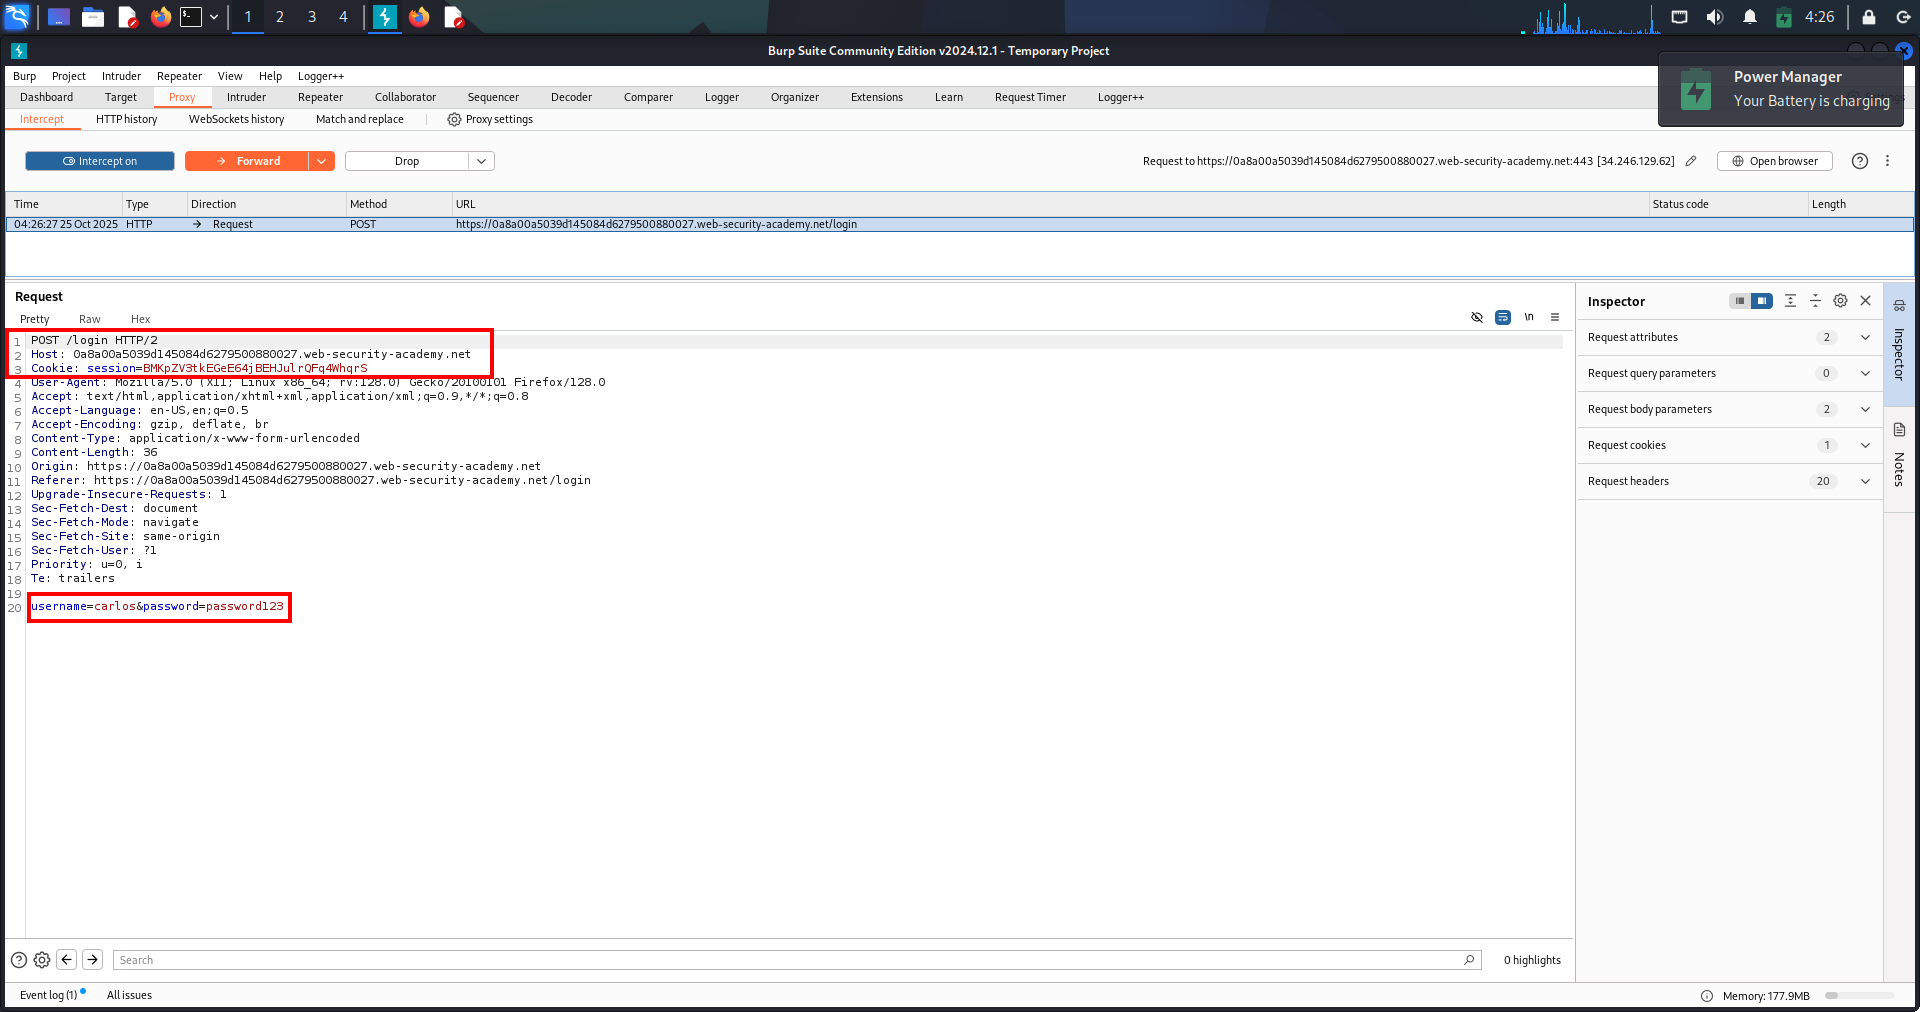 1 2 3 4 4:26
Burp Suite Community Edition v2024.12.1 - Temporary Project
Burp Project Intruder Repeater View Help Logger++
Power Manager
Your Battery is charging
Dashboard Target Proxy Intruder Repeater Collaborator Sequencer Decoder Comparer Logger Organizer Extensions Learn Request Timer Logger++
Intercept HTTP history WebSockets history Match and replace Proxy settings
Intercept on Forward Drop Request to https://0a8a00a5039d145084d6279500880027.web-security-academy.net:443 [34.246.129.62] Open browser
Time Type Direction Method URL Status code Length
04:26:27 25 Oct 2025 HTTP → Request POST https://0a8a00a5039d145084d6279500880027.web-security-academy.net/login
Request
Pretty Raw Hex \n
1 POST /login HTTP/2
2 Host: 0a8a00a5039d145084d6279500880027.web-security-academy.net
3 Cookie: session=BMKpZV3tkEGeE64jBEHJulrQFq4WhqrS
4 User-Agent: Mozilla/5.0 (X11; Linux x86_64; rv:128.0) Gecko/20100101 Firefox/128.0
5 Accept: text/html,application/xhtml+xml,application/xml;q=0.9,*/*;q=0.8
6 Accept-Language: en-US,en;q=0.5
7 Accept-Encoding: gzip, deflate, br
8 Content-Type: application/x-www-form-urlencoded
9 Content-Length: 36
10 Origin: https://0a8a00a5039d145084d6279500880027.web-security-academy.net
11 Referer: https://0a8a00a5039d145084d6279500880027.web-security-academy.net/login
12 Upgrade-Insecure-Requests: 1
13 Sec-Fetch-Dest: document
14 Sec-Fetch-Mode: navigate
15 Sec-Fetch-Site: same-origin
16 Sec-Fetch-User: ?1
17 Priority: u=0, i
18 Te: trailers
19
20 username=carlos&password=password123
Inspector
Request attributes 2
Request query parameters 0
Request body parameters 2
Request cookies 1
Request headers 20
Inspector
Notes
Search 0 highlights
Event log (1) All issues Memory: 177.9MB